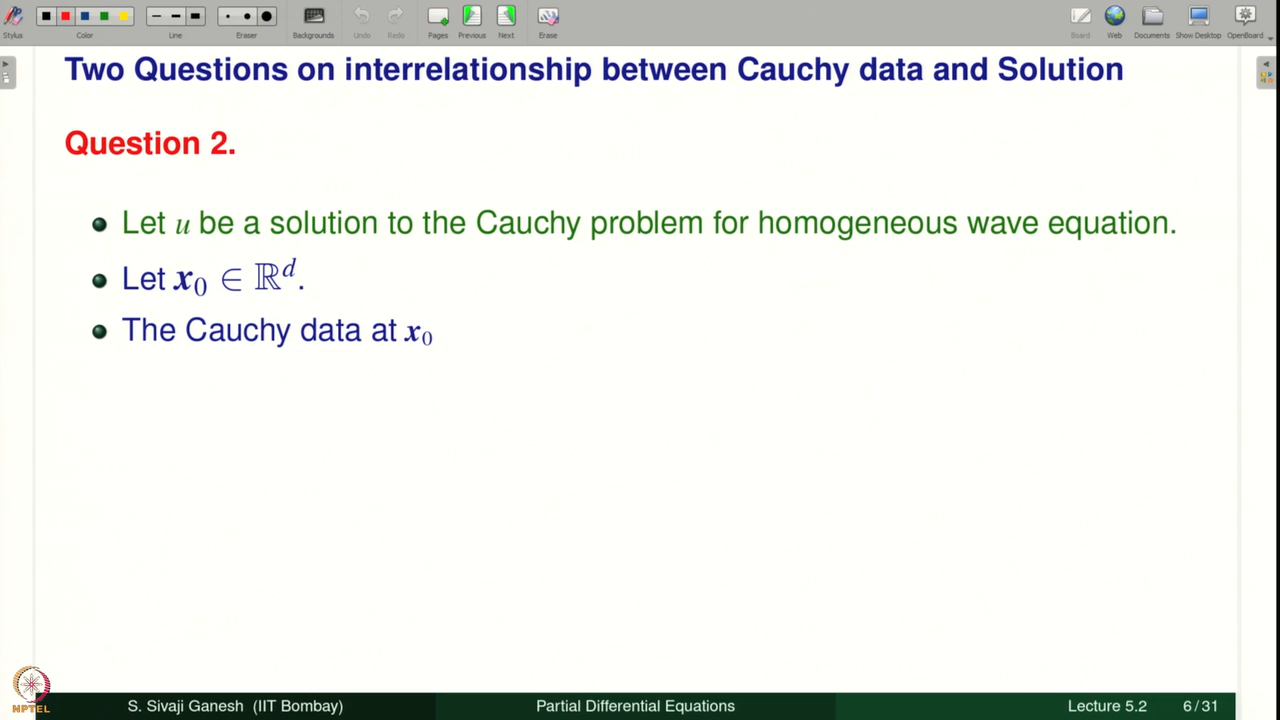 Stylus Color Line Eraser Backgrounds Undo Redo Pages Previous Next Erase Board Web Documents Show Desktop OpenBoard
Two Questions on interrelationship between Cauchy data and Solution
Question 2.
Let u be a solution to the Cauchy problem for homogeneous wave equation.
Let x₀ ∈ ℝᵈ.
The Cauchy data at x₀
NPTEL
S. Sivaji Ganesh (IIT Bombay) Partial Differential Equations Lecture 5.2 6 / 31